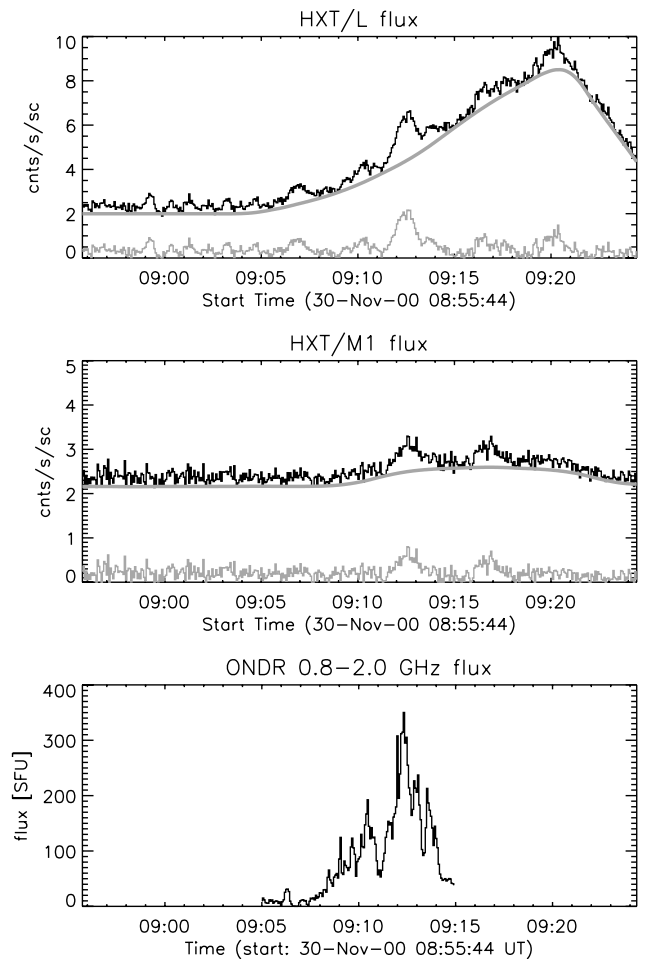 HXT/L flux
10
8
6
4
2
0
cnts/s/sc
09:00 09:05 09:10 09:15 09:20
Start Time (30-Nov-00 08:55:44)
HXT/M1 flux
5
4
3
2
1
0
cnts/s/sc
09:00 09:05 09:10 09:15 09:20
Start Time (30-Nov-00 08:55:44)
ONDR 0.8-2.0 GHz flux
400
300
200
100
0
flux [SFU]
09:00 09:05 09:10 09:15 09:20
Time (start: 30-Nov-00 08:55:44 UT)